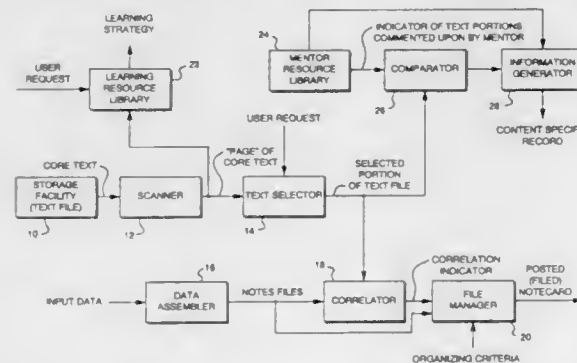 LEARNING
STRATEGY
USER
REQUEST
LEARNING
RESOURCE
LIBRARY
23
24
MENTOR
RESOURCE
LIBRARY
INDICATOR OF TEXT PORTIONS
COMMENTED UPON BY MENTOR
COMPARATOR
26
INFORMATION
GENERATOR
28
CONTENT SPECIFIC
RECORD
USER REQUEST
CORE TEXT
"PAGE" OF
CORE TEXT
STORAGE
FACILITY
(TEXT FILE)
10
SCANNER
12
TEXT SELECTOR
14
SELECTED
PORTION
OF TEXT FILE
INPUT DATA
16
DATA
ASSEMBLER
NOTES FILES
18
CORRELATOR
CORRELATION
INDICATOR
FILE
MANAGER
20
POSTED
(FILED)
NOTECARD
ORGANIZING CRITERIA